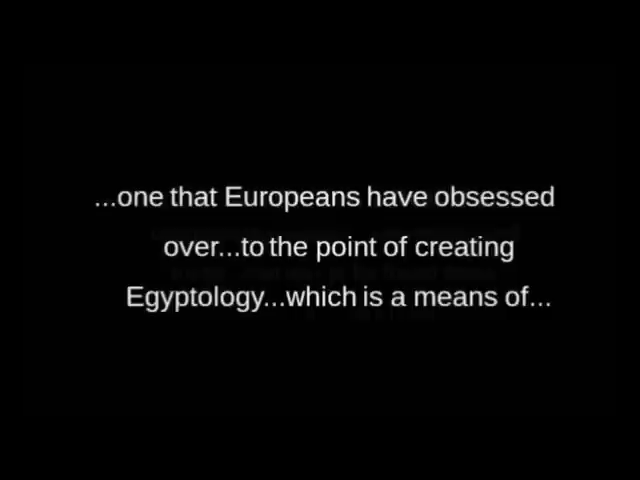 ...one that Europeans have obsessed
over...to the point of creating
Egyptology...which is a means of...